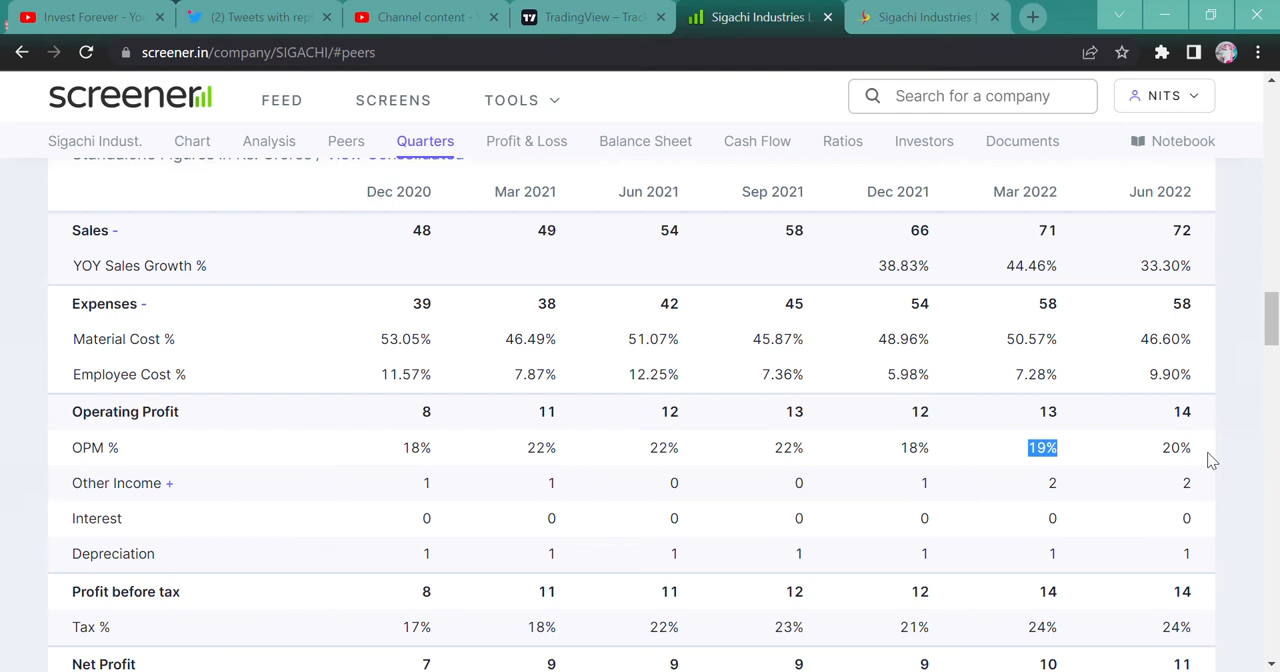 Invest Forever - Yo
(2) Tweets with rep
Channel content -
TradingView – Trac
Sigachi Industries L
Sigachi Industries |
screener.in/company/SIGACHI/#peers
screener
FEED
SCREENS
TOOLS
Search for a company
NITS
Sigachi Indust.
Chart
Analysis
Peers
Quarters
Profit & Loss
Balance Sheet
Cash Flow
Ratios
Investors
Documents
Notebook
Standalone Figures in Rs. Crores / View Consolidated
Dec 2020 Mar 2021 Jun 2021 Sep 2021 Dec 2021 Mar 2022 Jun 2022
Sales - 48 49 54 58 66 71 72
YOY Sales Growth % 38.83% 44.46% 33.30%
Expenses - 39 38 42 45 54 58 58
Material Cost % 53.05% 46.49% 51.07% 45.87% 48.96% 50.57% 46.60%
Employee Cost % 11.57% 7.87% 12.25% 7.36% 5.98% 7.28% 9.90%
Operating Profit 8 11 12 13 12 13 14
OPM % 18% 22% 22% 22% 18% 19% 20%
Other Income + 1 1 0 0 1 2 2
Interest 0 0 0 0 0 0 0
Depreciation 1 1 1 1 1 1 1
Profit before tax 8 11 11 12 12 14 14
Tax % 17% 18% 22% 23% 21% 24% 24%
Net Profit 7 9 9 9 9 10 11